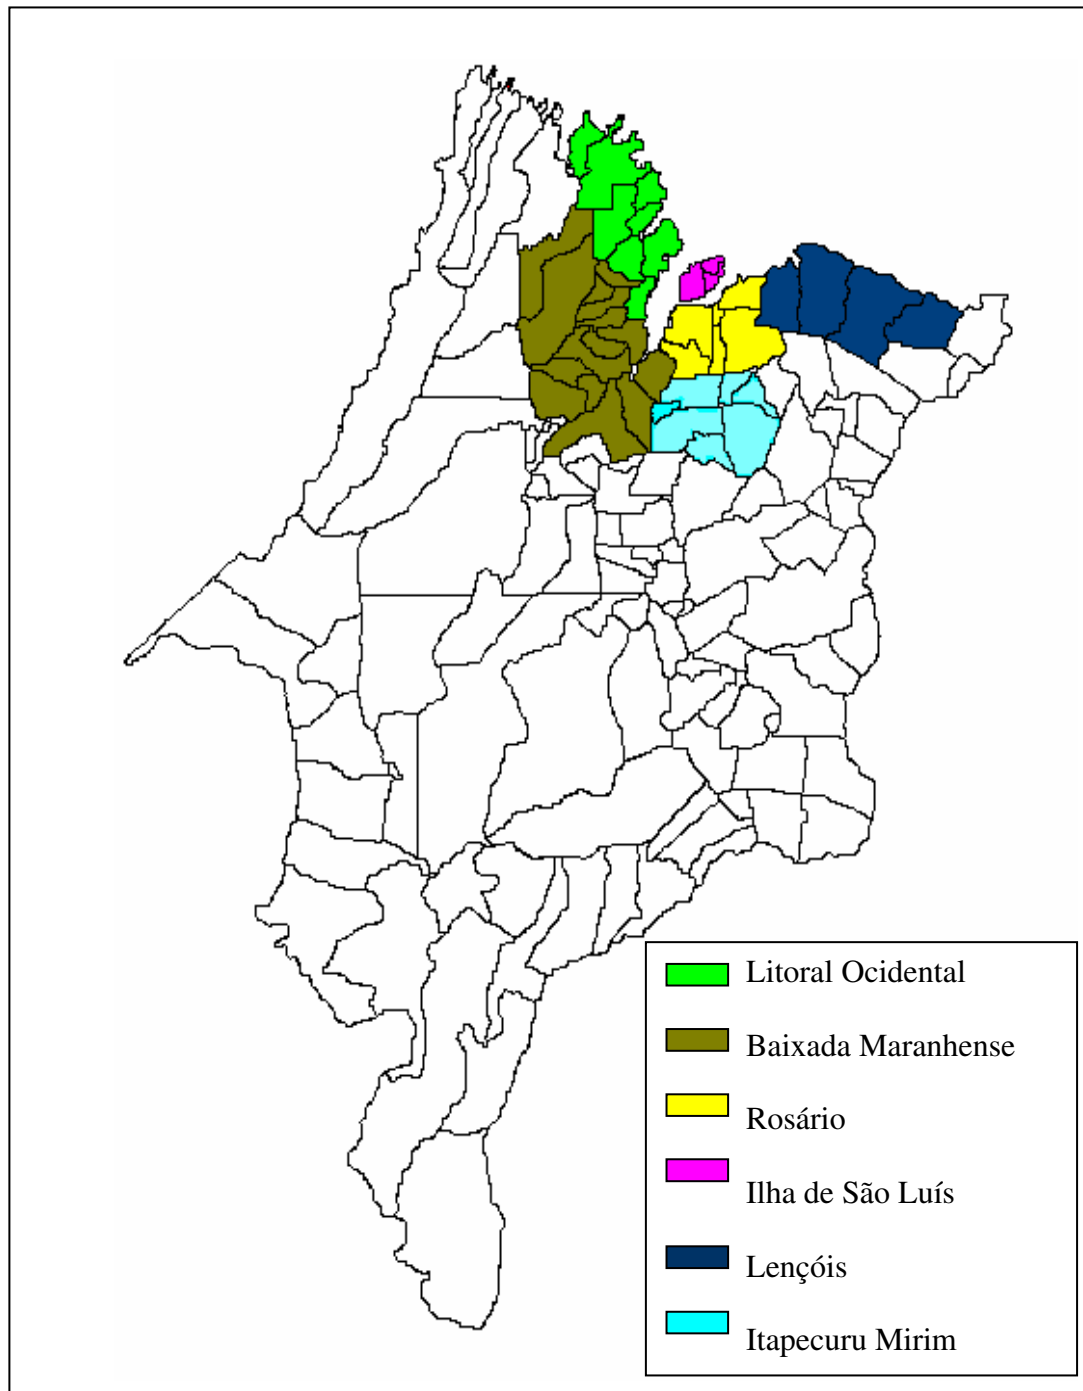 Litoral Ocidental
Baixada Maranhense
Rosário
Ilha de São Luís
Lençóis
Itapecuru Mirim